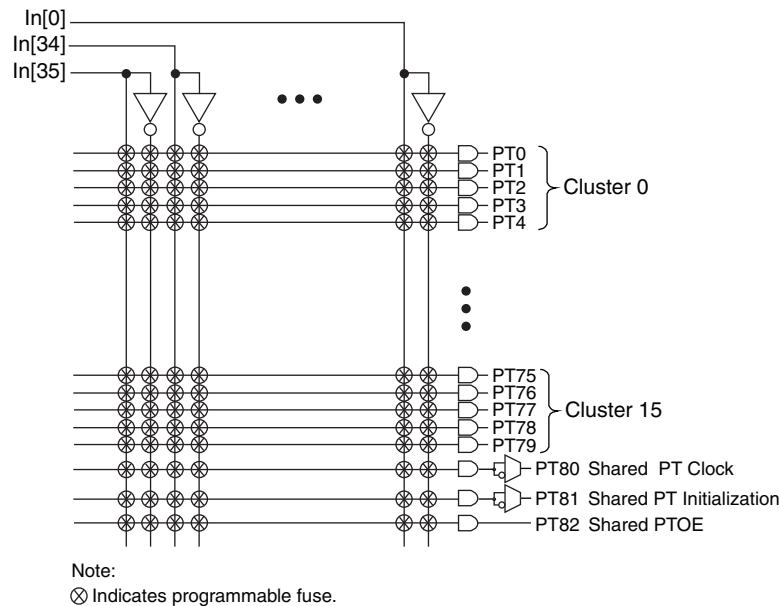 In[0]
In[34]
In[35]
PT0
PT1
PT2
PT3
PT4
Cluster 0
PT75
PT76
PT77
PT78
PT79
Cluster 15
PT80 Shared PT Clock
PT81 Shared PT Initialization
PT82 Shared PTOE
Note:
Indicates programmable fuse.